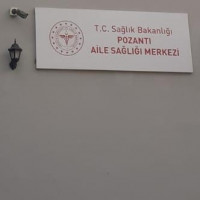 T.C. Sağlık Bakanlığı
POZANTI
AİLE SAĞLIĞI MERKEZİ